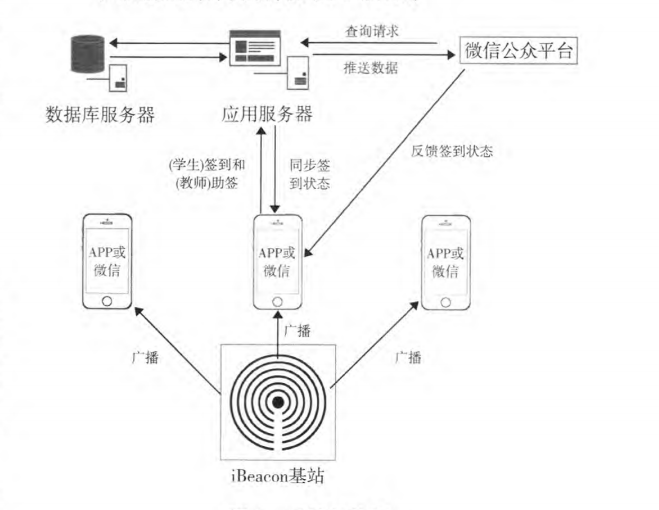 查询请求
微信公众平台
推送数据
数据库服务器
应用服务器
(学生)签到和
(教师)助签
同步签
到状态
反馈签到状态
APP或
微信
APP或
微信
APP或
微信
广播
广播
广播
iBeacon基站